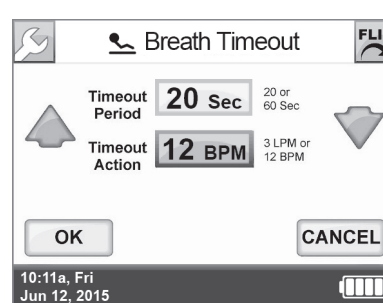 Breath Timeout
FLI
Timeout Period 20 Sec 20 or 60 Sec
Timeout Action 12 BPM 3 LPM or 12 BPM
OK CANCEL
10:11a, Fri
Jun 12, 2015